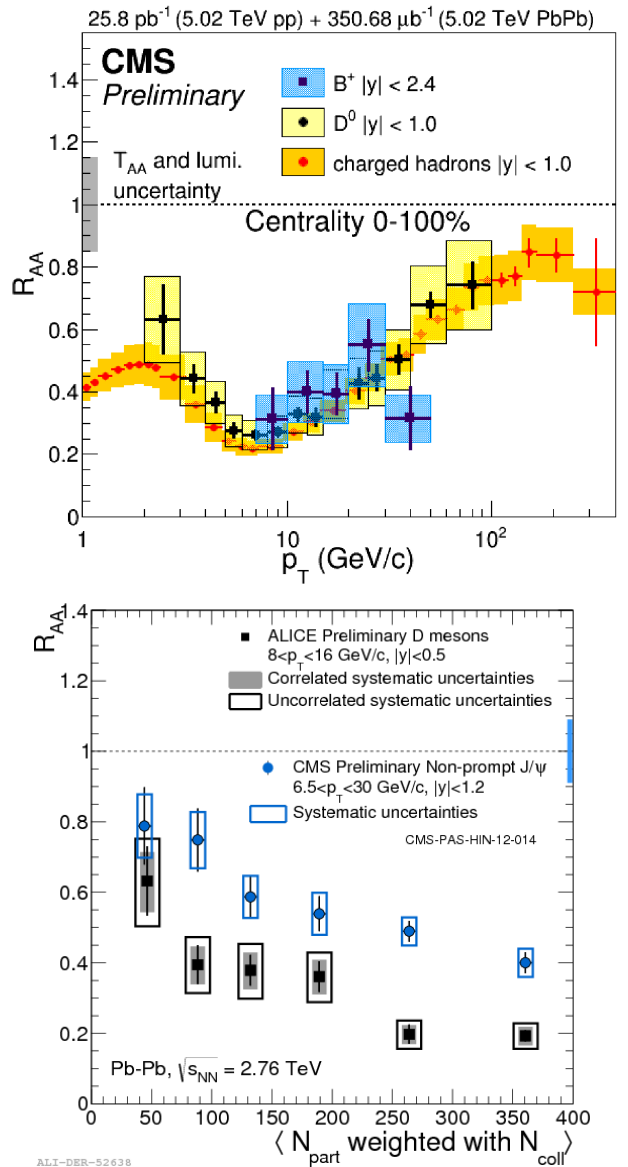 25.8 pb⁻¹ (5.02 TeV pp) + 350.68 μb⁻¹ (5.02 TeV PbPb)
CMS
Preliminary
B⁺ |y| < 2.4
D⁰ |y| < 1.0
charged hadrons |y| < 1.0
T_AA and lumi.
uncertainty
Centrality 0-100%
R_AA
1.4
1.2
1
0.8
0.6
0.4
0.2
0
1
10
10²
p_T (GeV/c)
R_AA
1.4
1.2
1
0.8
0.6
0.4
0.2
0
ALICE Preliminary D mesons
8<p_T<16 GeV/c, |y|<0.5
Correlated systematic uncertainties
Uncorrelated systematic uncertainties
CMS Preliminary Non-prompt J/ψ
6.5<p_T<30 GeV/c, |y|<1.2
Systematic uncertainties
CMS-PAS-HIN-12-014
Pb-Pb, √s_NN = 2.76 TeV
0 50 100 150 200 250 300 350 400
⟨ N_part weighted with N_coll⟩
ALI-DER-52638